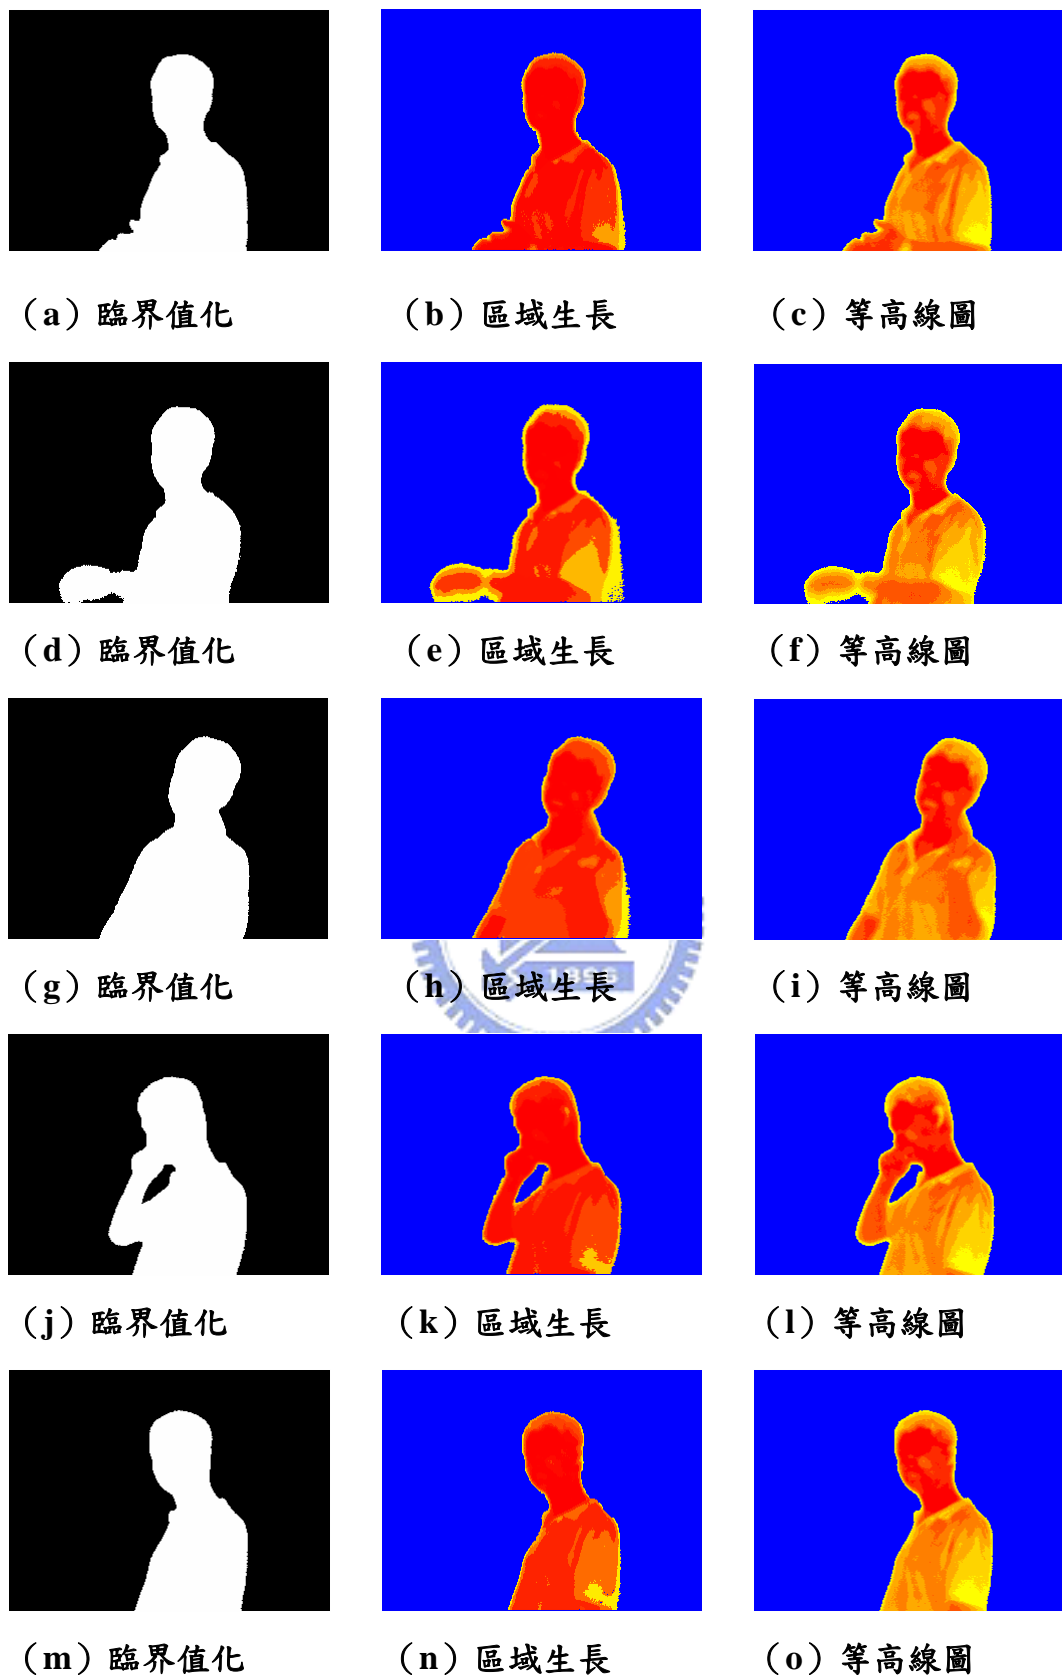 （a）臨界值化 （b）區域生長 （c）等高線圖
（d）臨界值化 （e）區域生長 （f）等高線圖
（g）臨界值化 （h）區域生長 （i）等高線圖
1896
（j）臨界值化 （k）區域生長 （l）等高線圖
（m）臨界值化 （n）區域生長 （o）等高線圖